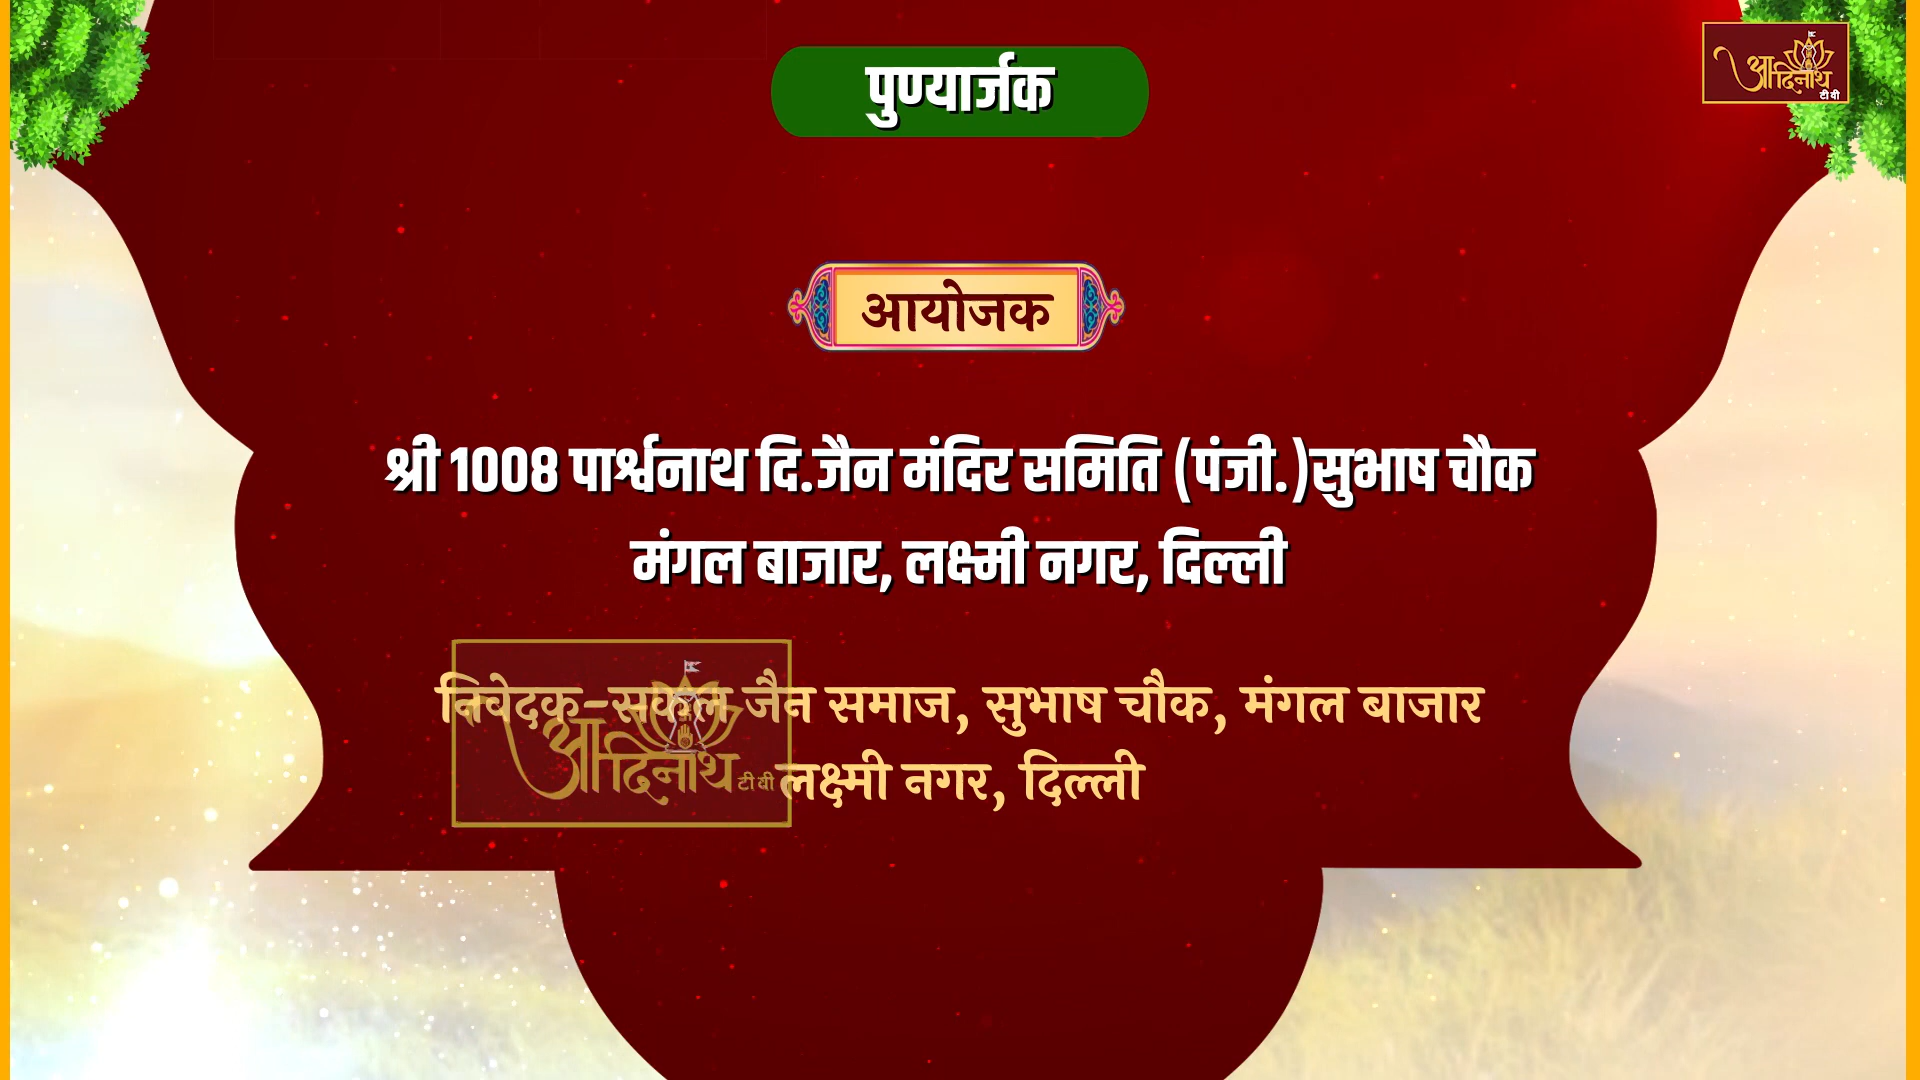 पुण्यार्जक
आदिनाथ
टी वी
आयोजक
श्री 1008 पार्श्वनाथ दि.जैन मंदिर समिति (पंजी.)सुभाष चौक
मंगल बाजार, लक्ष्मी नगर, दिल्ली
निवेदक-सकल जैन समाज, सुभाष चौक, मंगल बाजार
लक्ष्मी नगर, दिल्ली
आदिनाथ टी वी